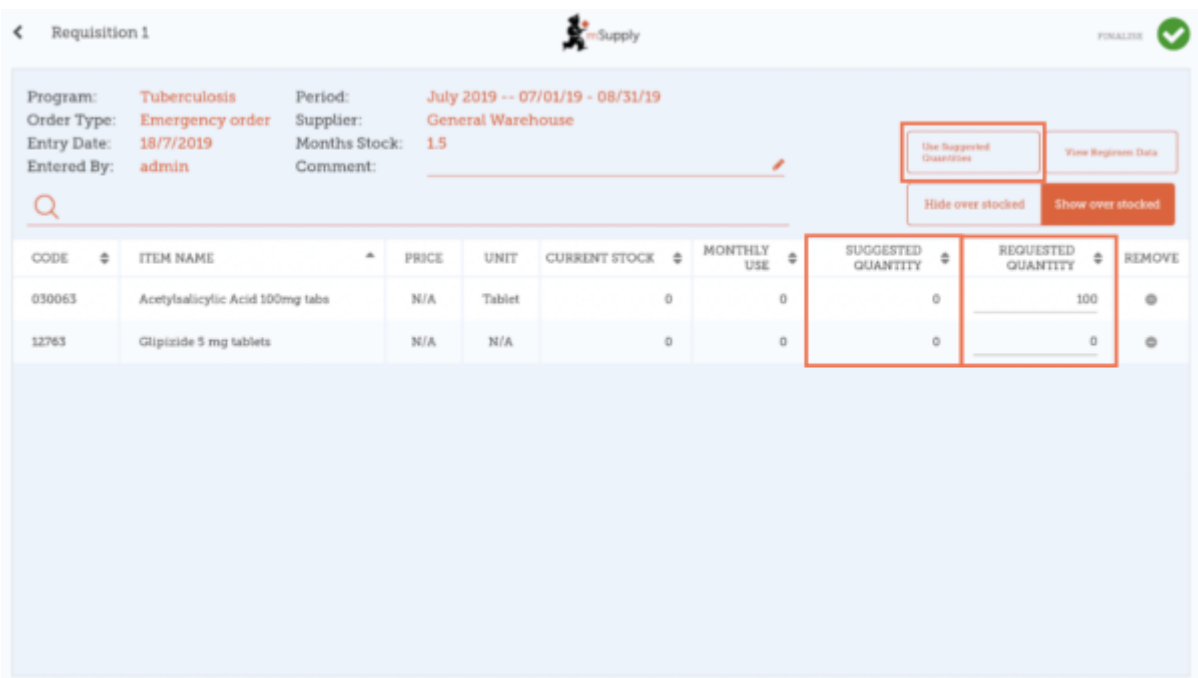 Requisition 1
mSupply
FINALISE
Program: Tuberculosis Period: July 2019 -- 07/01/19 - 08/31/19
Order Type: Emergency order Supplier: General Warehouse
Entry Date: 18/7/2019 Months Stock: 1.5
Entered By: admin Comment:
Use Suggested
Quantities
View Regimen Data
Hide over stocked Show over stocked
CODE ITEM NAME PRICE UNIT CURRENT STOCK MONTHLY USE SUGGESTED QUANTITY REQUESTED QUANTITY REMOVE
030063 Acetylsalicylic Acid 100mg tabs N/A Tablet 0 0 0 100
12763 Glipizide 5 mg tablets N/A N/A 0 0 0 0